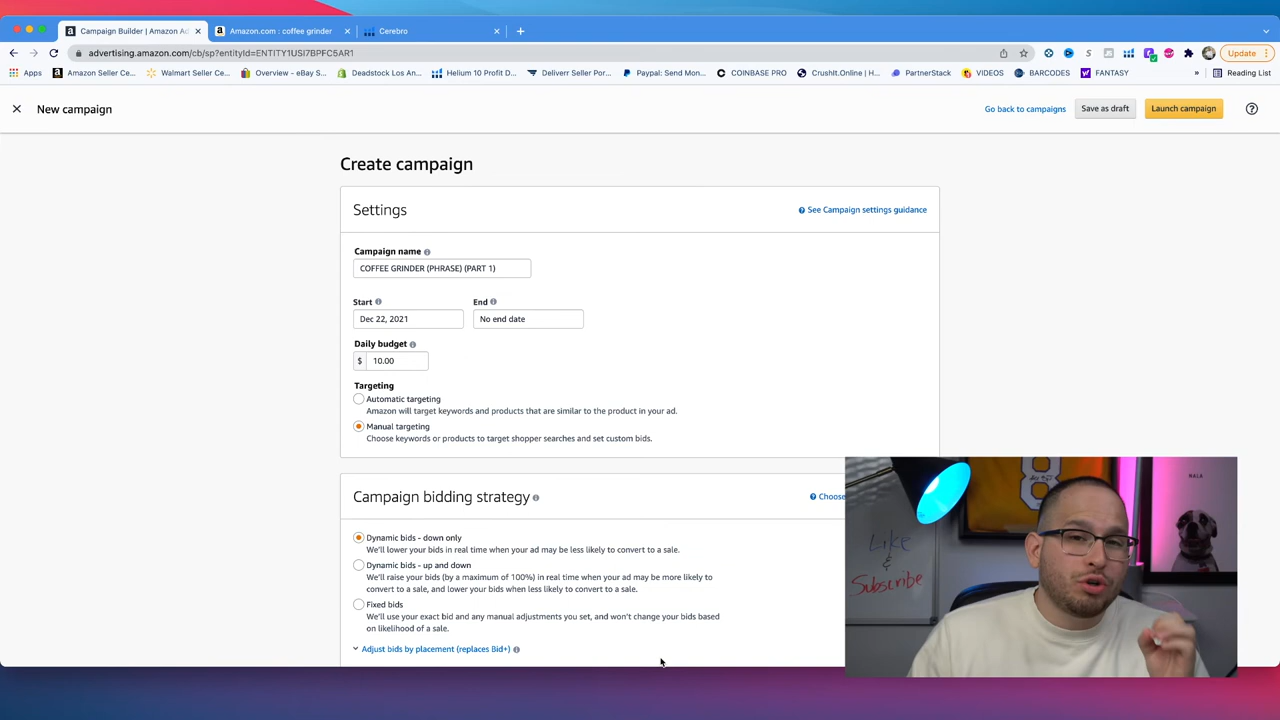 Campaign Builder | Amazon Ad
Amazon.com : coffee grinder
Cerebro
advertising.amazon.com/cb/sp?entityId=ENTITY1USI7BPFC5AR1
Update
Apps
Amazon Seller Ce...
Walmart Seller Ce...
Overview - eBay S...
Deadstock Los An...
Helium 10 Profit D...
Deliverr Seller Por...
Paypal: Send Mon...
COINBASE PRO
CrushIt.Online | H...
PartnerStack
VIDEOS
BARCODES
FANTASY
»
Reading List
New campaign
Go back to campaigns
Save as draft
Launch campaign
Create campaign
Settings
See Campaign settings guidance
Campaign name
COFFEE GRINDER (PHRASE) (PART 1)
Start
End
Dec 22, 2021
No end date
Daily budget
$ 10.00
Targeting
Automatic targeting
Amazon will target keywords and products that are similar to the product in your ad.
Manual targeting
Choose keywords or products to target shopper searches and set custom bids.
Campaign bidding strategy
Choose
Dynamic bids - down only
We'll lower your bids in real time when your ad may be less likely to convert to a sale.
Dynamic bids - up and down
We'll raise your bids (by a maximum of 100%) in real time when your ad may be more likely to
convert to a sale, and lower your bids when less likely to convert to a sale.
Fixed bids
We'll use your exact bid and any manual adjustments you set, and won't change your bids based
on likelihood of a sale.
Adjust bids by placement (replaces Bid+)
Like
&
Subscribe
8
NALA